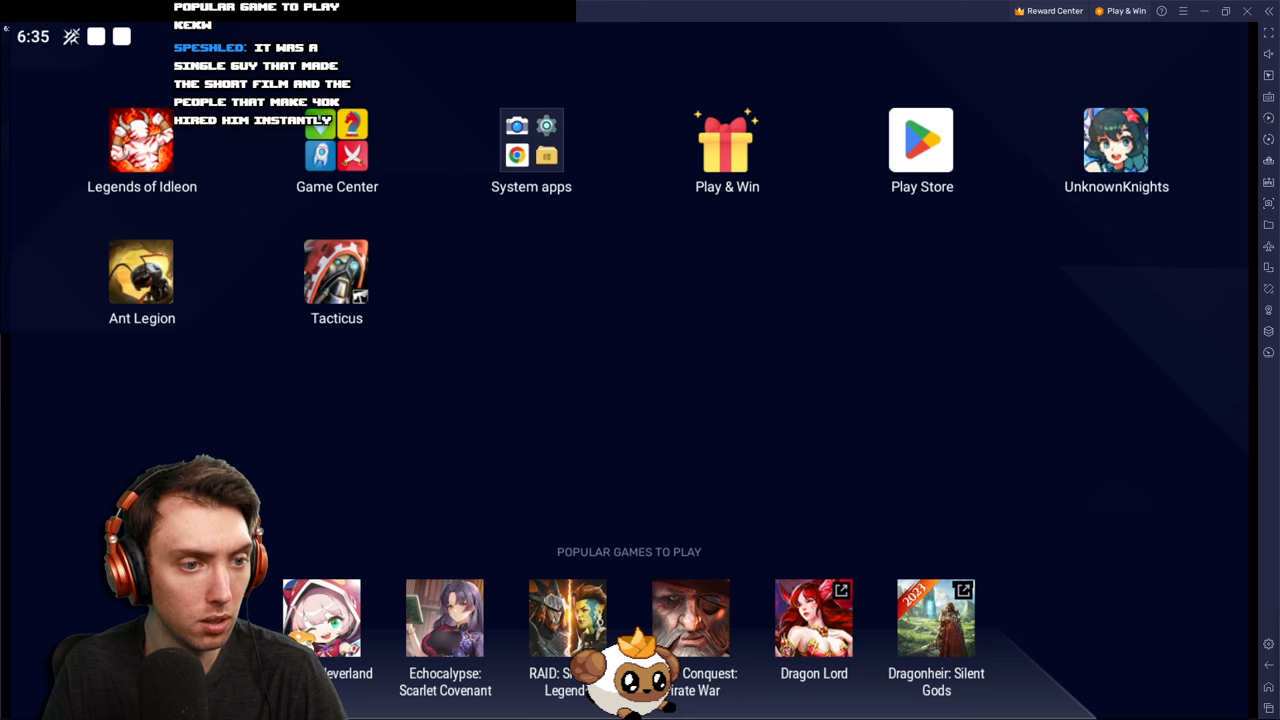 POPULAR GAME TO PLAY
KEKW
SPESHLED: IT WAS A
SINGLE GUY THAT MADE
THE SHORT FILM AND THE
PEOPLE THAT MAKE 40K
HIRED HIM INSTANTLY
Reward Center
Play & Win
6:
6:35
Legends of Idleon
Game Center
System apps
Play & Win
Play Store
UnknownKnights
Ant Legion
Tacticus
POPULAR GAMES TO PLAY
2023
Echocalypse:
Scarlet Covenant
RAID:
Legend
Conquest:
Dragon Lord
Dragonheir: Silent
Gods